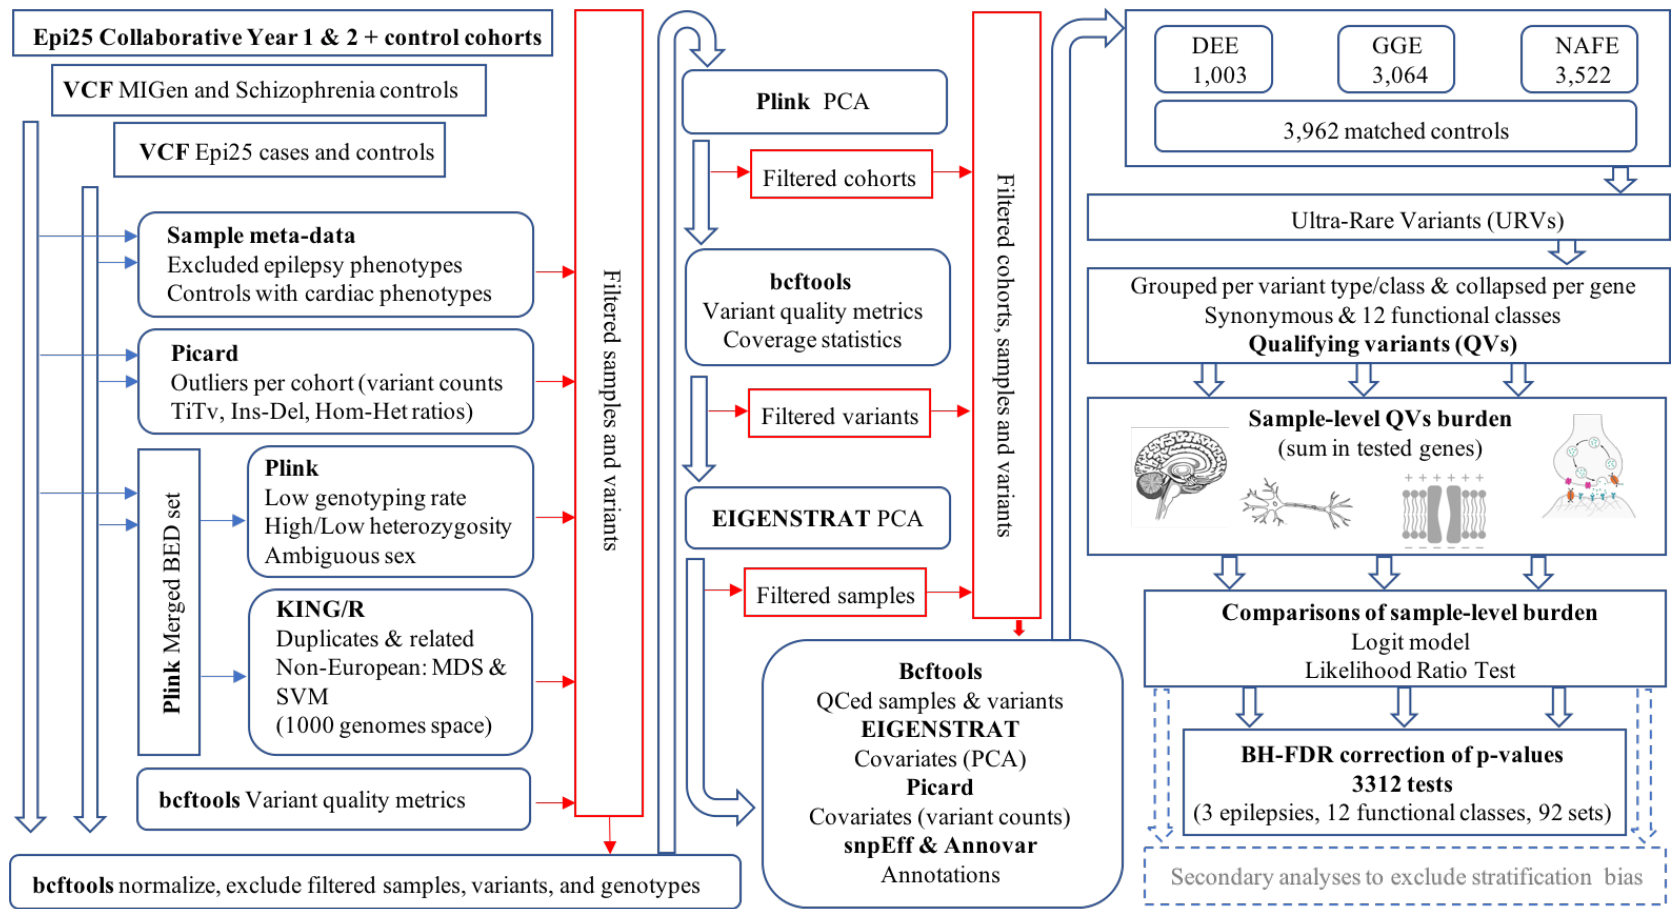 Epi25 Collaborative Year 1 & 2 + control cohorts
VCF MIGen and Schizophrenia controls
VCF Epi25 cases and controls
Sample meta-data
Excluded epilepsy phenotypes
Controls with cardiac phenotypes
Picard
Outliers per cohort (variant counts
TiTv, Ins-Del, Hom-Het ratios)
Plink Merged BED set
Plink
Low genotyping rate
High/Low heterozygosity
Ambiguous sex
KING/R
Duplicates & related
Non-European: MDS &
SVM
(1000 genomes space)
bcftools Variant quality metrics
Filtered samples and variants
bcftools normalize, exclude filtered samples, variants, and genotypes
Plink PCA
Filtered cohorts
bcftools
Variant quality metrics
Coverage statistics
Filtered variants
EIGENSTRAT PCA
Filtered samples
Filtered cohorts, samples and variants
Bcftools
QCed samples & variants
EIGENSTRAT
Covariates (PCA)
Picard
Covariates (variant counts)
snpEff & Annovar
Annotations
DEE
1,003
GGE
3,064
NAFE
3,522
3,962 matched controls
Ultra-Rare Variants (URVs)
Grouped per variant type/class & collapsed per gene
Synonymous & 12 functional classes
Qualifying variants (QVs)
Sample-level QVs burden
(sum in tested genes)
+ + + + + +
– – – – – –
Comparisons of sample-level burden
Logit model
Likelihood Ratio Test
BH-FDR correction of p-values
3312 tests
(3 epilepsies, 12 functional classes, 92 sets)
Secondary analyses to exclude stratification bias